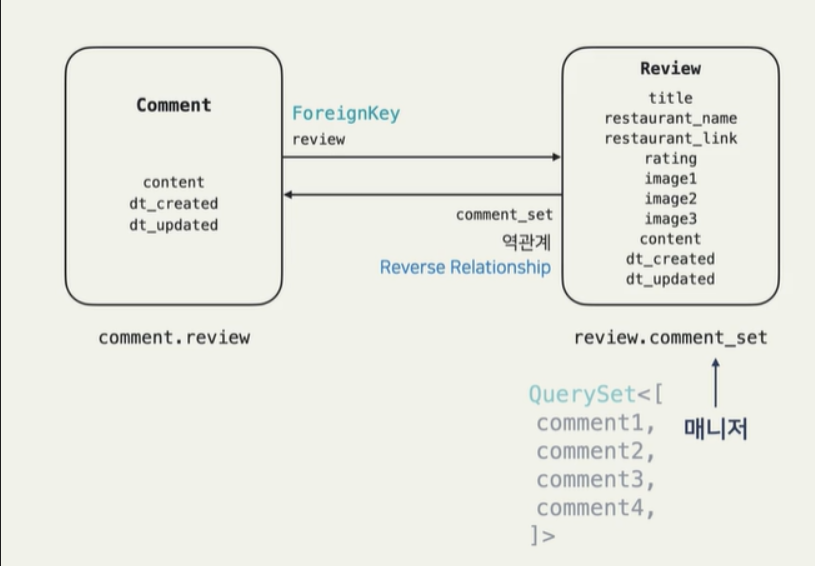 Comment
content
dt_created
dt_updated
ForeignKey
review
comment_set
역관계
Reverse Relationship
Review
title
restaurant_name
restaurant_link
rating
image1
image2
image3
content
dt_created
dt_updated
comment.review
review.comment_set
매니저
QuerySet<[
comment1,
comment2,
comment3,
comment4,
]>